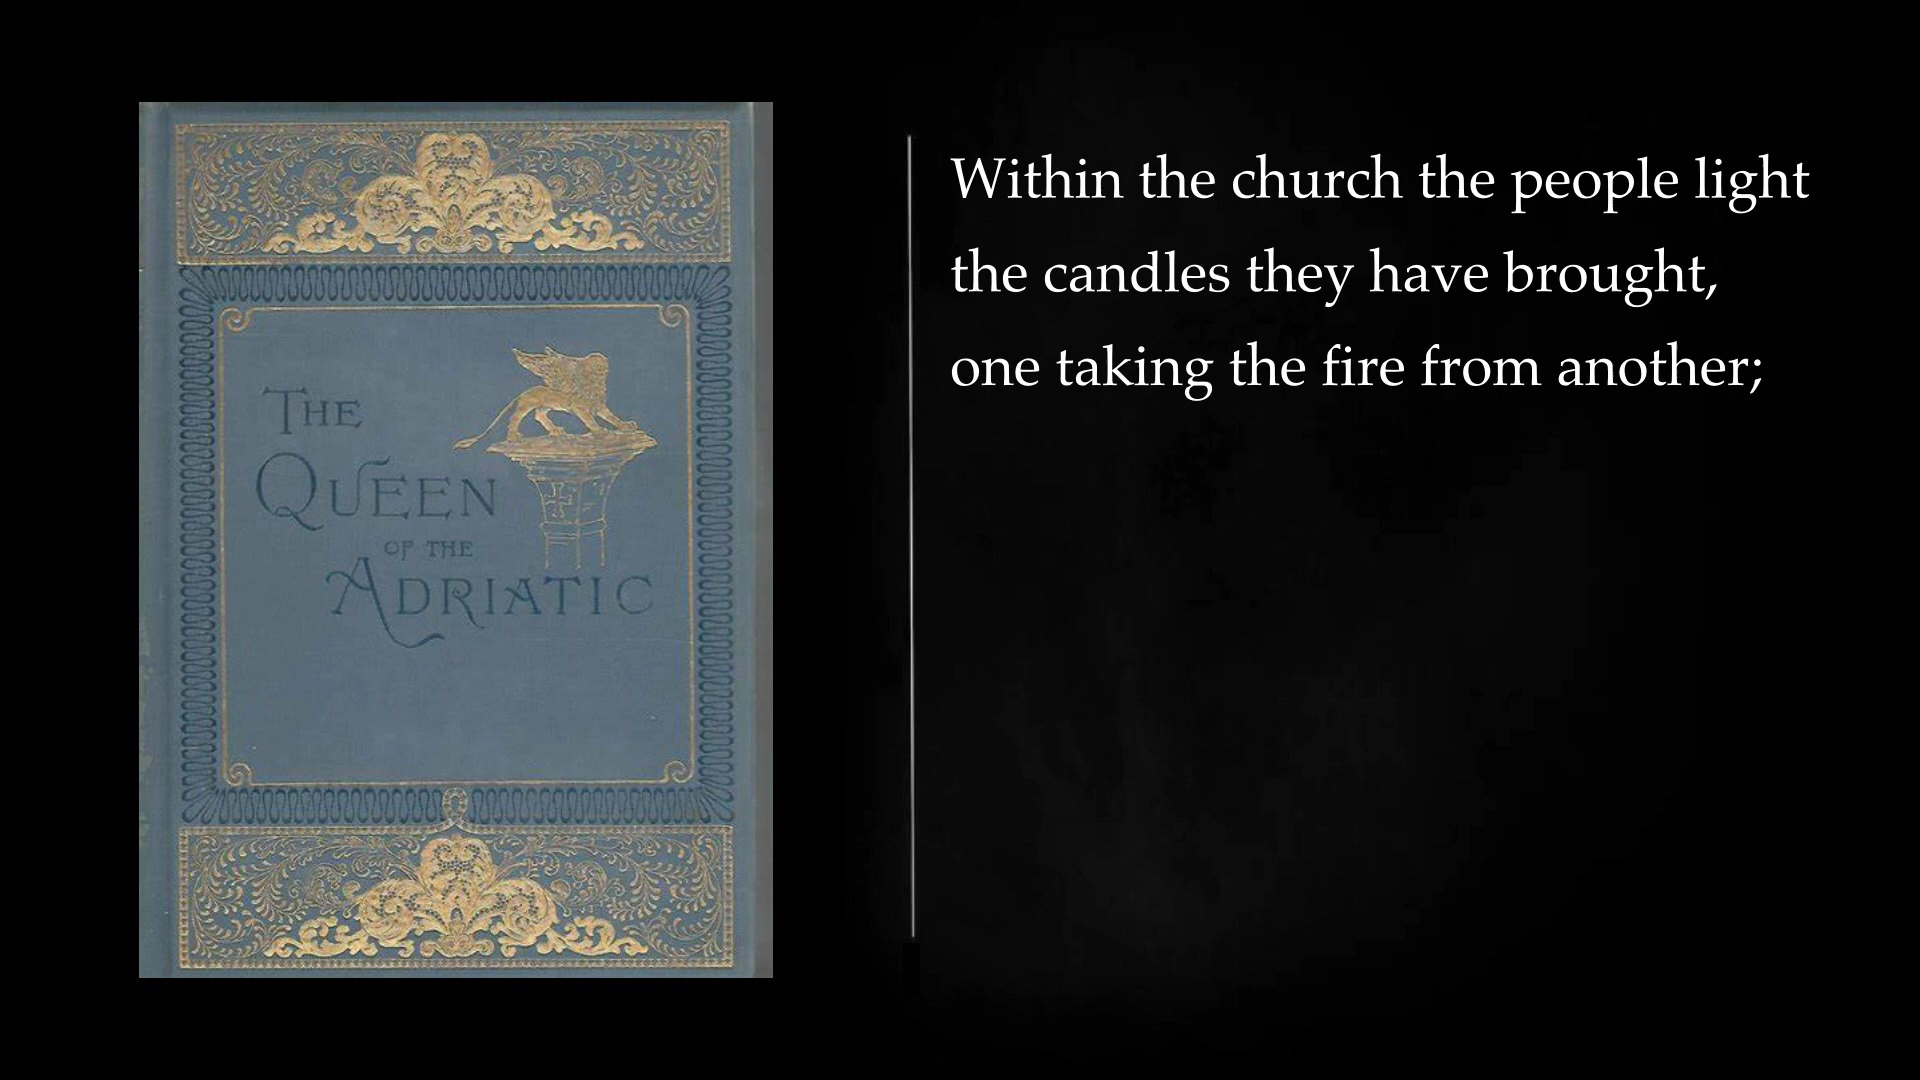 THE
QUEEN
OF THE
ADRIATIC
Within the church the people light
the candles they have brought,
one taking the fire from another;